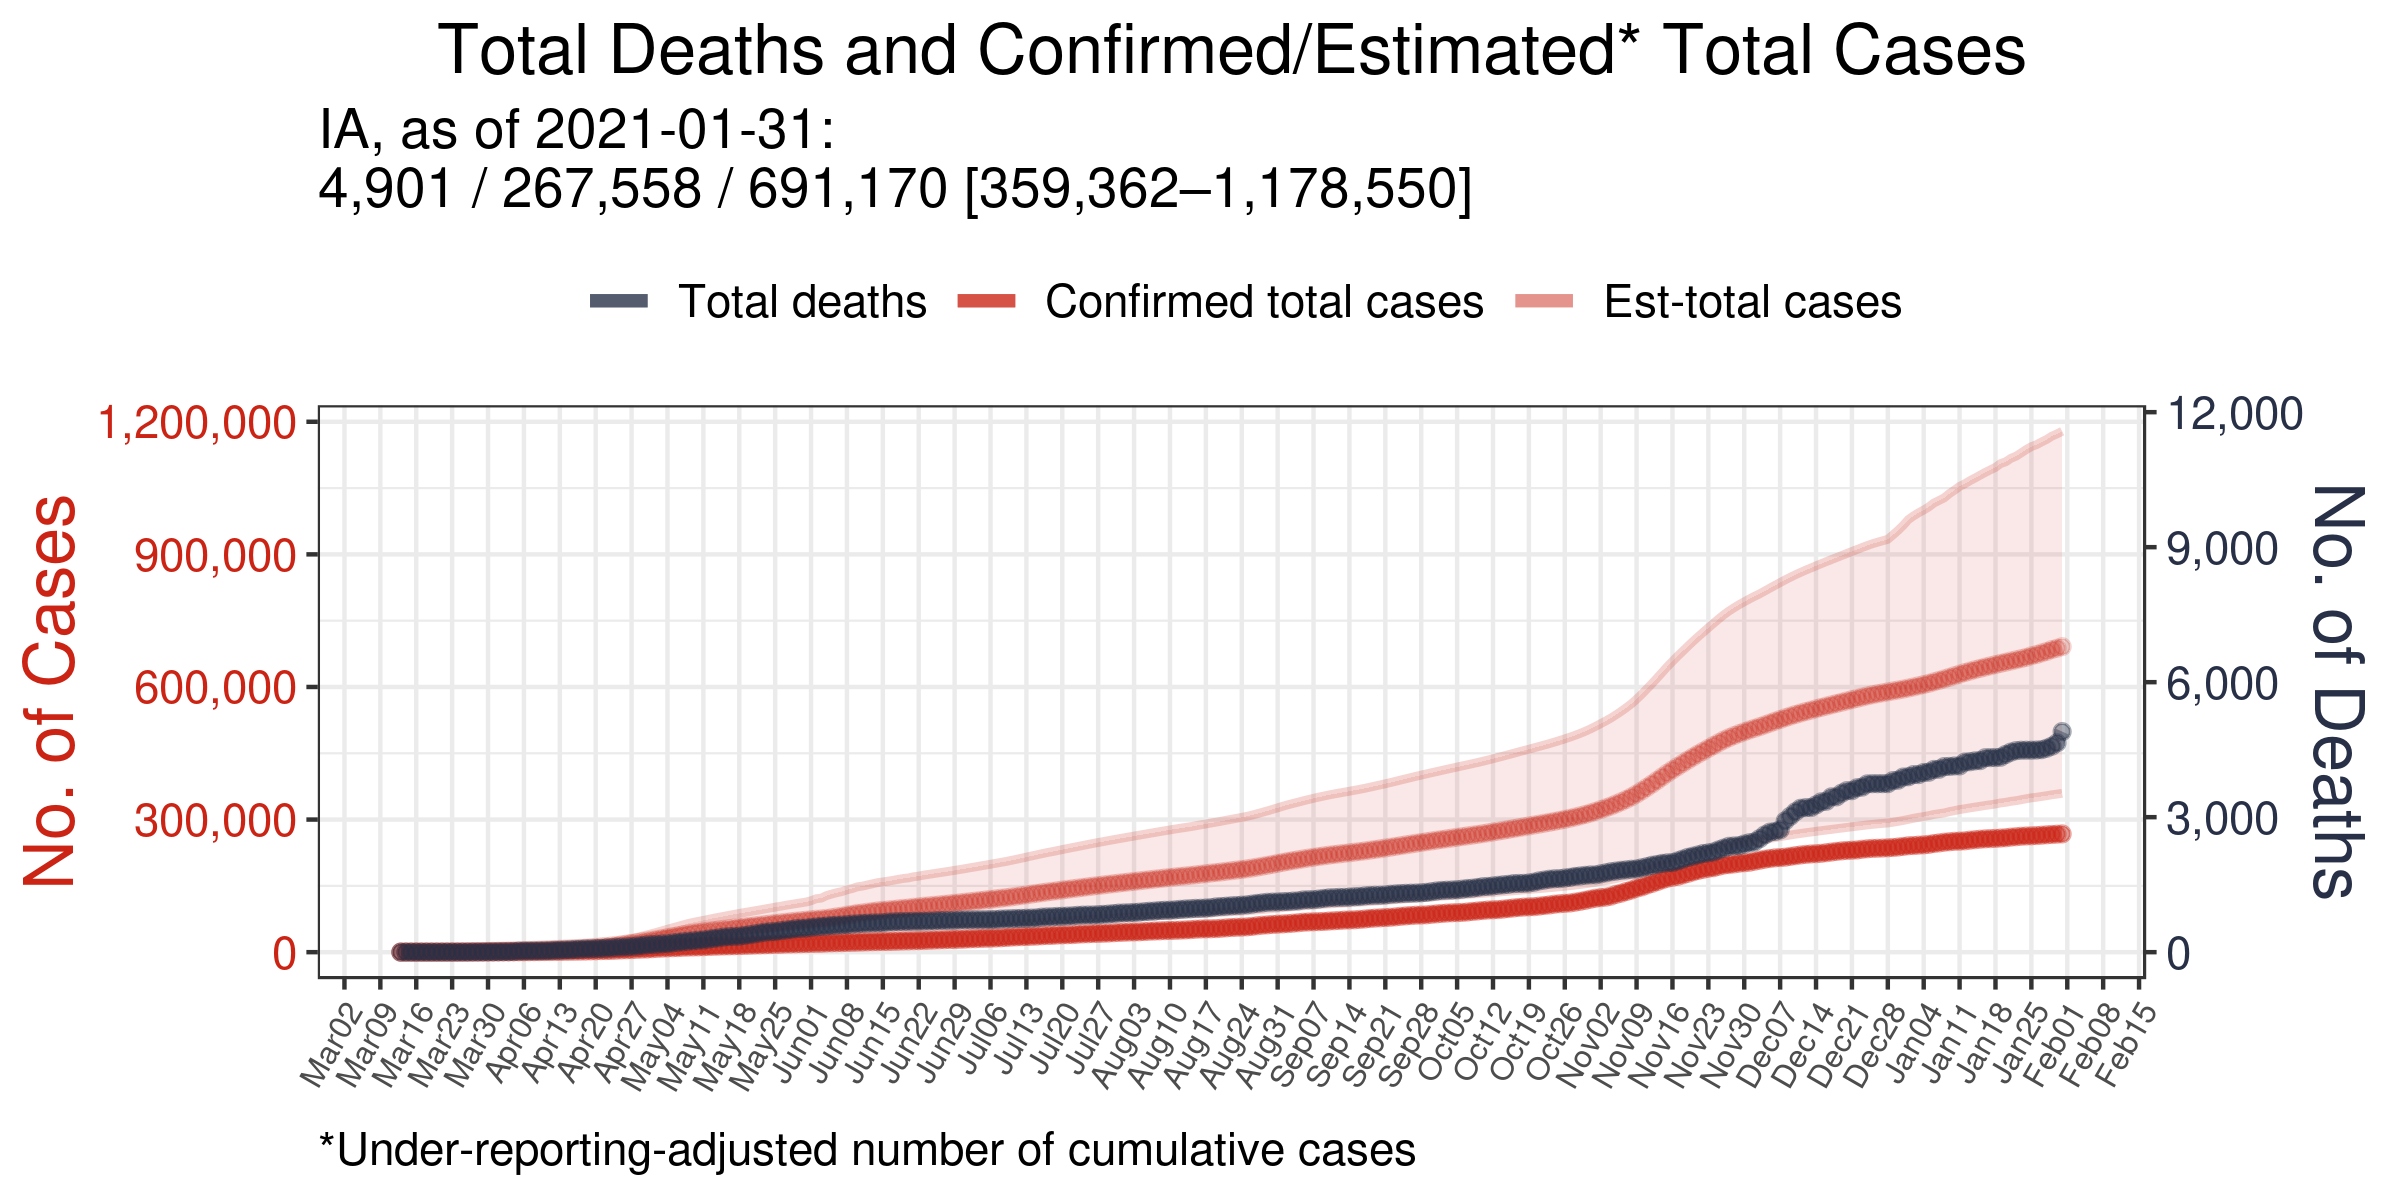 Total Deaths and Confirmed/Estimated* Total Cases
IA, as of 2021-01-31:
4,901 / 267,558 / 691,170 [359,362–1,178,550]
Total deaths
Confirmed total cases
Est-total cases
No. of Cases
1,200,000
900,000
600,000
300,000
0
12,000
9,000
6,000
3,000
0
No. of Deaths
Mar02
Mar09
Mar16
Mar23
Mar30
Apr06
Apr13
Apr20
Apr27
May04
May11
May18
May25
Jun01
Jun08
Jun15
Jun22
Jun29
Jul06
Jul13
Jul20
Jul27
Aug03
Aug10
Aug17
Aug24
Aug31
Sep07
Sep14
Sep21
Sep28
Oct05
Oct12
Oct19
Oct26
Nov02
Nov09
Nov16
Nov23
Nov30
Dec07
Dec14
Dec21
Dec28
Jan04
Jan11
Jan18
Jan25
Feb01
Feb08
Feb15
*Under-reporting-adjusted number of cumulative cases